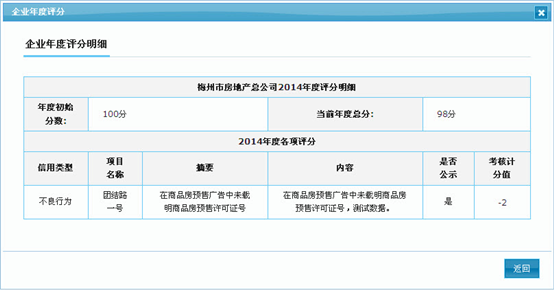 企业年度评分
企业年度评分明细
梅州市房地产总公司2014年度评分明细
年度初始
分数:
100分
当前年度总分:
98分
2014年度各项评分
信用类型
项目
名称
摘要
内容
是否
公示
考核计
分值
不良行为
团结路
一号
在商品房预售广告中未载
明商品房预售许可证号
在商品房预售广告中未载明商品房
预售许可证号，测试数据。
是
-2
返回